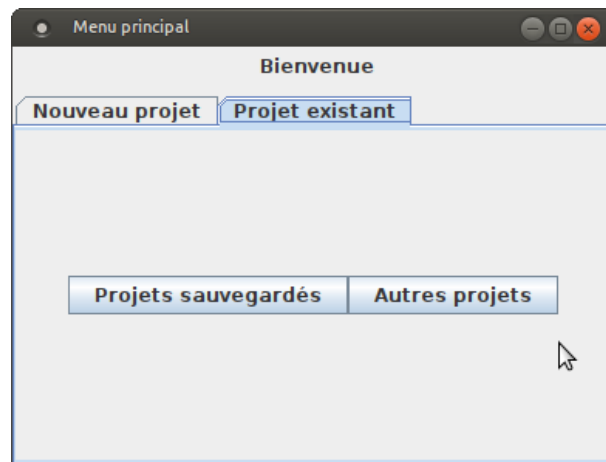 Menu principal
Bienvenue
Nouveau projet Projet existant
Projets sauvegardés Autres projets